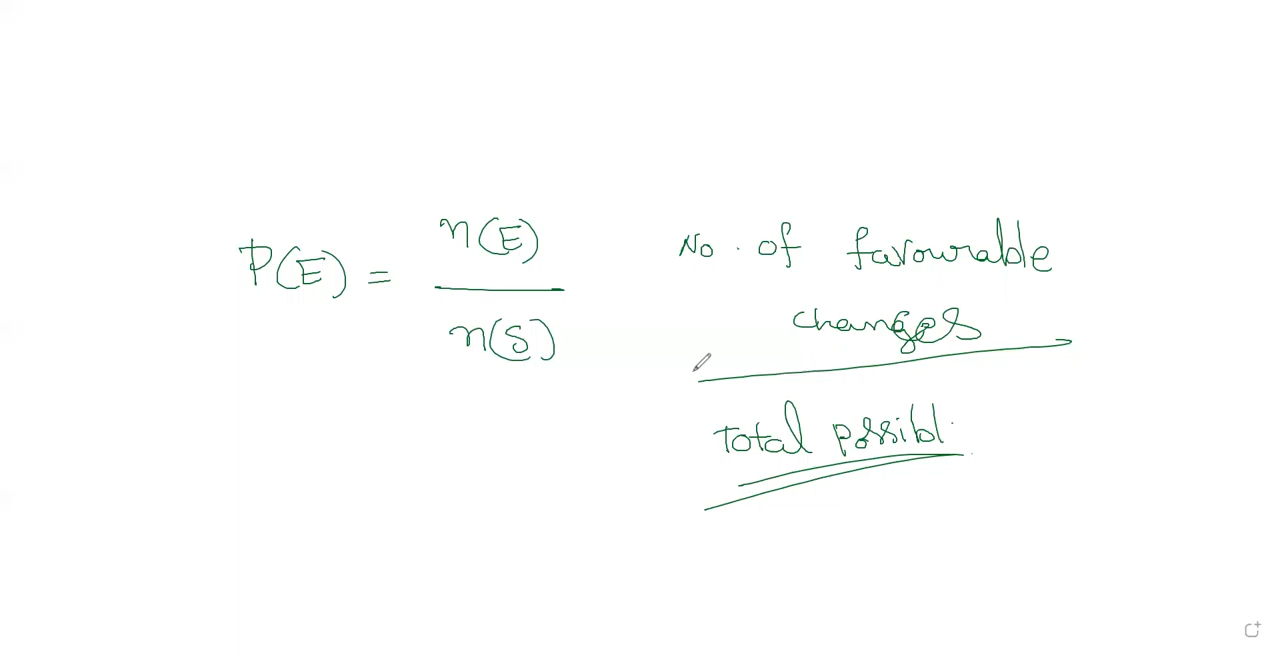 P(E) = n(E) / n(S)
No. of favourable
changes
Total possibl.